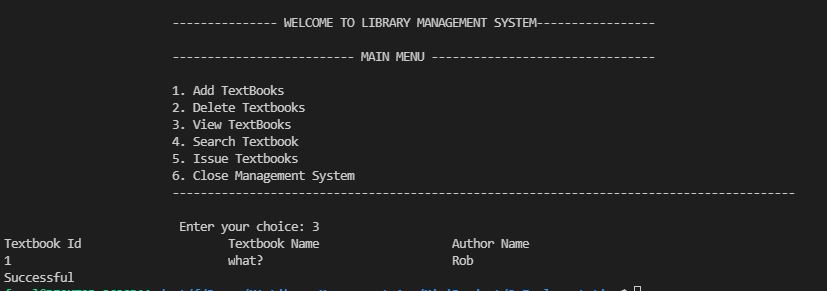 --------------- WELCOME TO LIBRARY MANAGEMENT SYSTEM-----------------
-------------------------- MAIN MENU --------------------------------
1. Add TextBooks
2. Delete Textbooks
3. View TextBooks
4. Search Textbook
5. Issue Textbooks
6. Close Management System
-----------------------------------------------------------------------------------------
Enter your choice: 3
Textbook Id Textbook Name Author Name
1 what? Rob
Successful